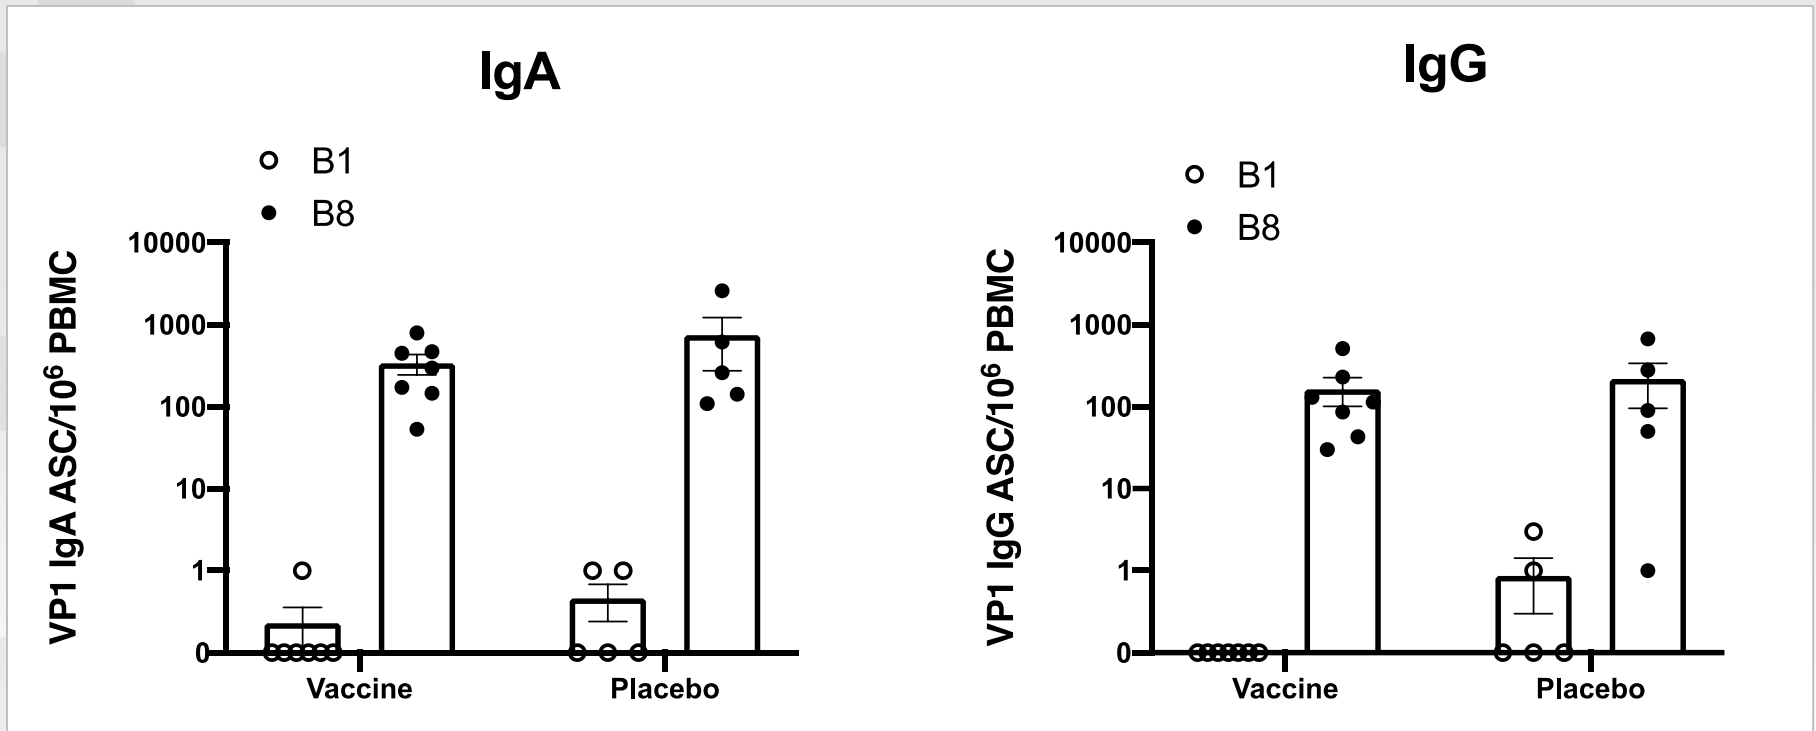 IgA
B1
B8
VP1 IgA ASC/10⁶ PBMC
10000
1000
100
10
1
0
Vaccine Placebo
IgG
B1
B8
VP1 IgG ASC/10⁶ PBMC
10000
1000
100
10
1
0
Vaccine Placebo